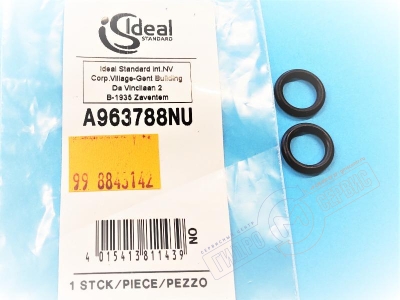 Ideal
STANDARD
Ideal Standard Int.NV
Corp.Village-Gent Building
Da Vincilaan 2
B-1935 Zaventem
A963788NU
99 8843142
4 015413 811439
NO
1 STCK/PIECE/PEZZO